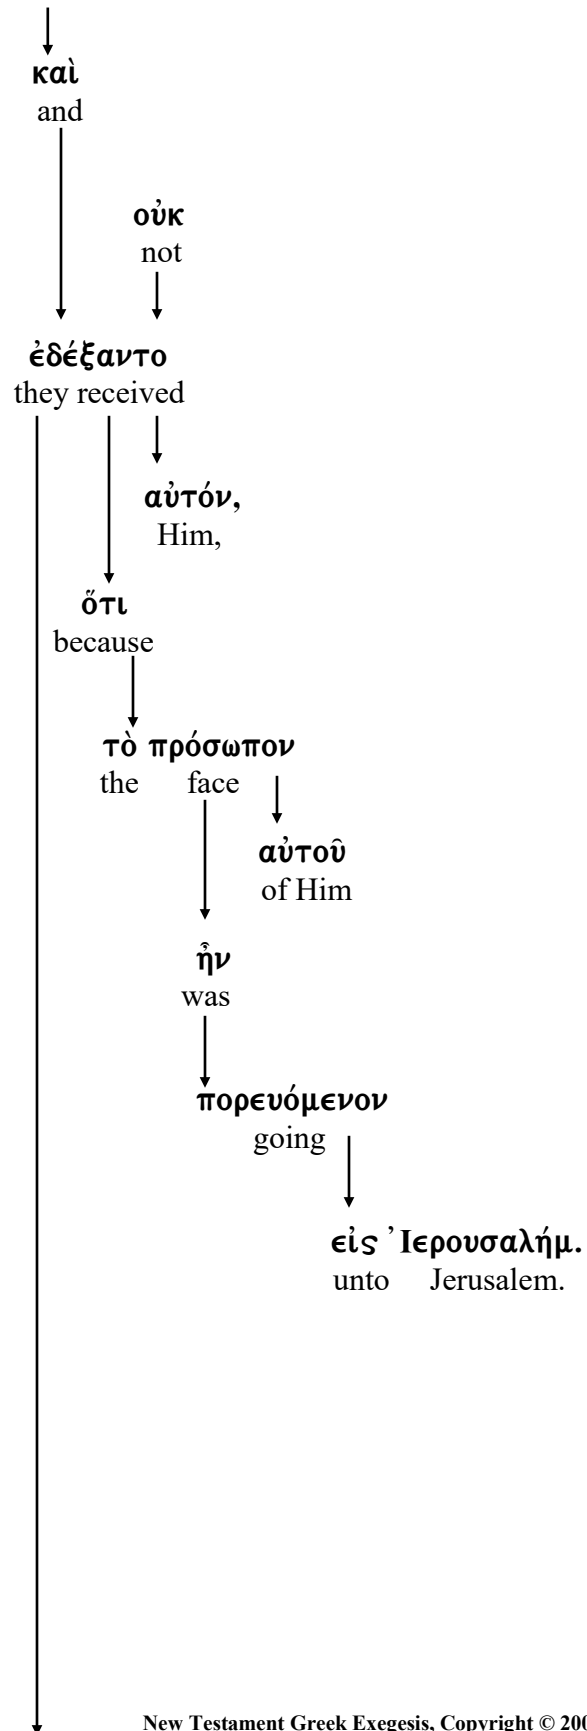 καὶ
and
οὐκ
not
ἐδέξαντο
they received
αὐτόν,
Him,
ὅτι
because
τὸ πρόσωπον
the face
αὐτοῦ
of Him
ἦν
was
πορευόμενον
going
εἰς Ἰερουσαλήμ.
unto Jerusalem.
New Testament Greek Exegesis, Copyright ©